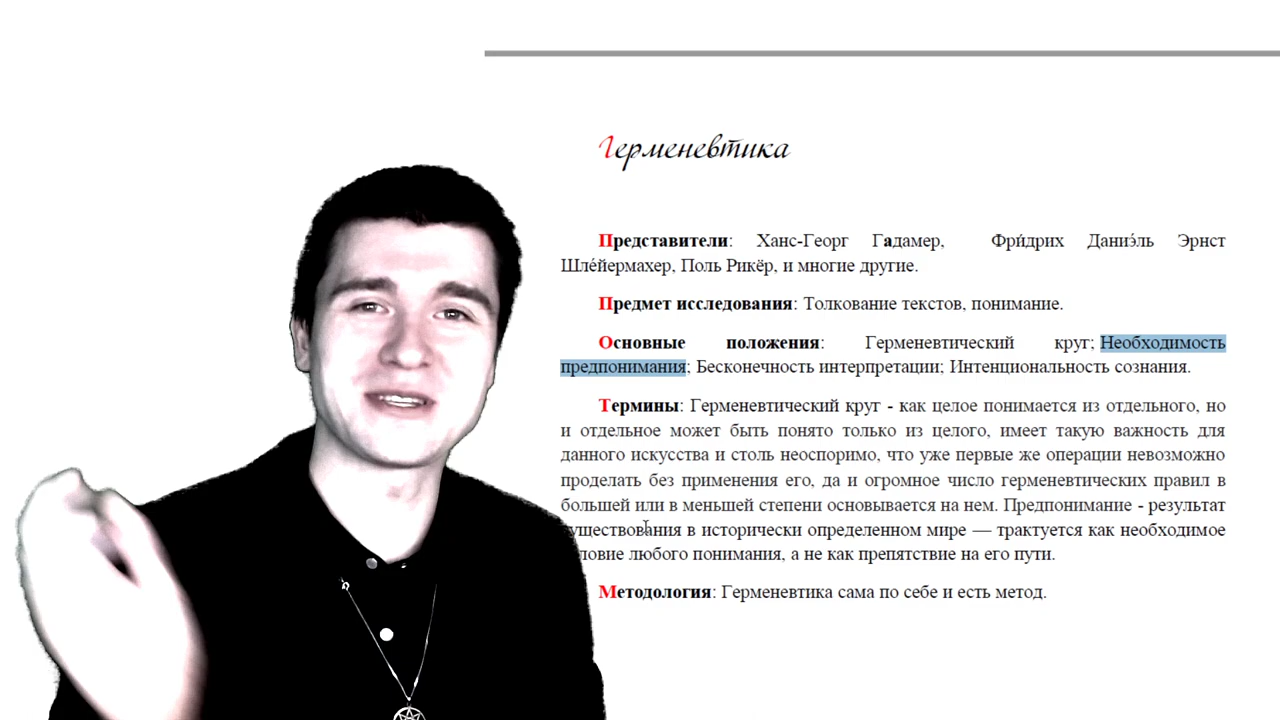 Герменевтика
Представители: Ханс-Георг Гадамер, Фри́дрих Даниэ́ль Эрнст
Шле́йермахер, Поль Рикёр, и многие другие.
Предмет исследования: Толкование текстов, понимание.
Основные положения: Герменевтический круг; Необходимость
предпонимания; Бесконечность интерпретации; Интенциональность сознания.
Термины: Герменевтический круг - как целое понимается из отдельного, но
и отдельное может быть понято только из целого, имеет такую важность для
данного искусства и столь неоспоримо, что уже первые же операции невозможно
проделать без применения его, да и огромное число герменевтических правил в
большей или в меньшей степени основывается на нем. Предпонимание - результат
в исторически определенном мире — трактуется как необходимое
любого понимания, а не как препятствие на его пути.
Методология: Герменевтика сама по себе и есть метод.